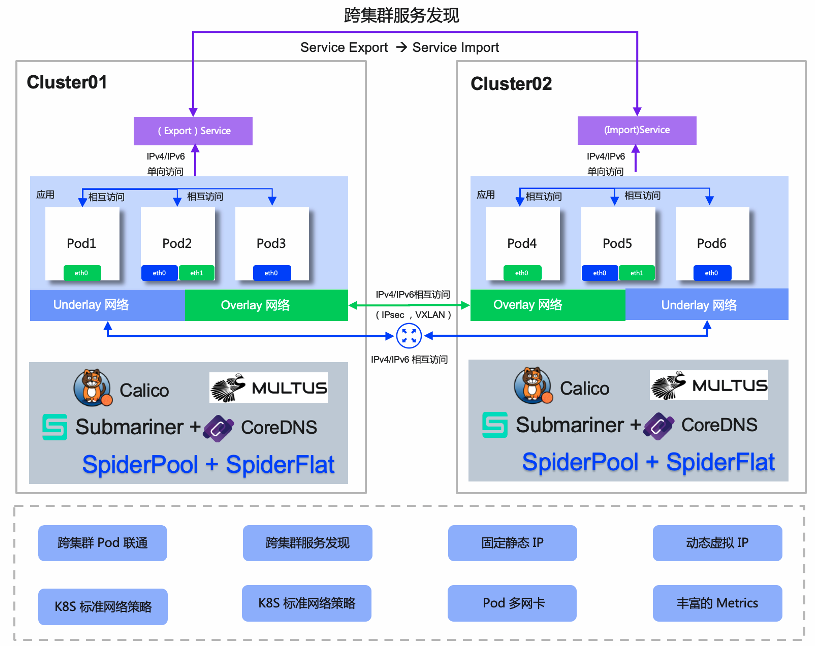 跨集群服务发现
Service Export → Service Import
Cluster01
( Export ) Service
IPv4/IPv6
单向访问
应用
相互访问
相互访问
Pod1
eth0
Pod2
eth0
eth1
Pod3
eth0
Underlay 网络
Overlay 网络
Cluster02
(Import)Service
IPv4/IPv6
单向访问
应用
相互访问
相互访问
Pod4
eth0
Pod5
eth0
eth1
Pod6
eth0
Overlay 网络
Underlay 网络
IPv4/IPv6相互访问
( IPsec , VXLAN )
IPv4/IPv6 相互访问
Calico
MULTUS
Submariner + CoreDNS
SpiderPool + SpiderFlat
Calico
MULTUS
Submariner + CoreDNS
SpiderPool + SpiderFlat
跨集群 Pod 联通
跨集群服务发现
固定静态 IP
动态虚拟 IP
K8S 标准网络策略
K8S 标准网络策略
Pod 多网卡
丰富的 Metrics